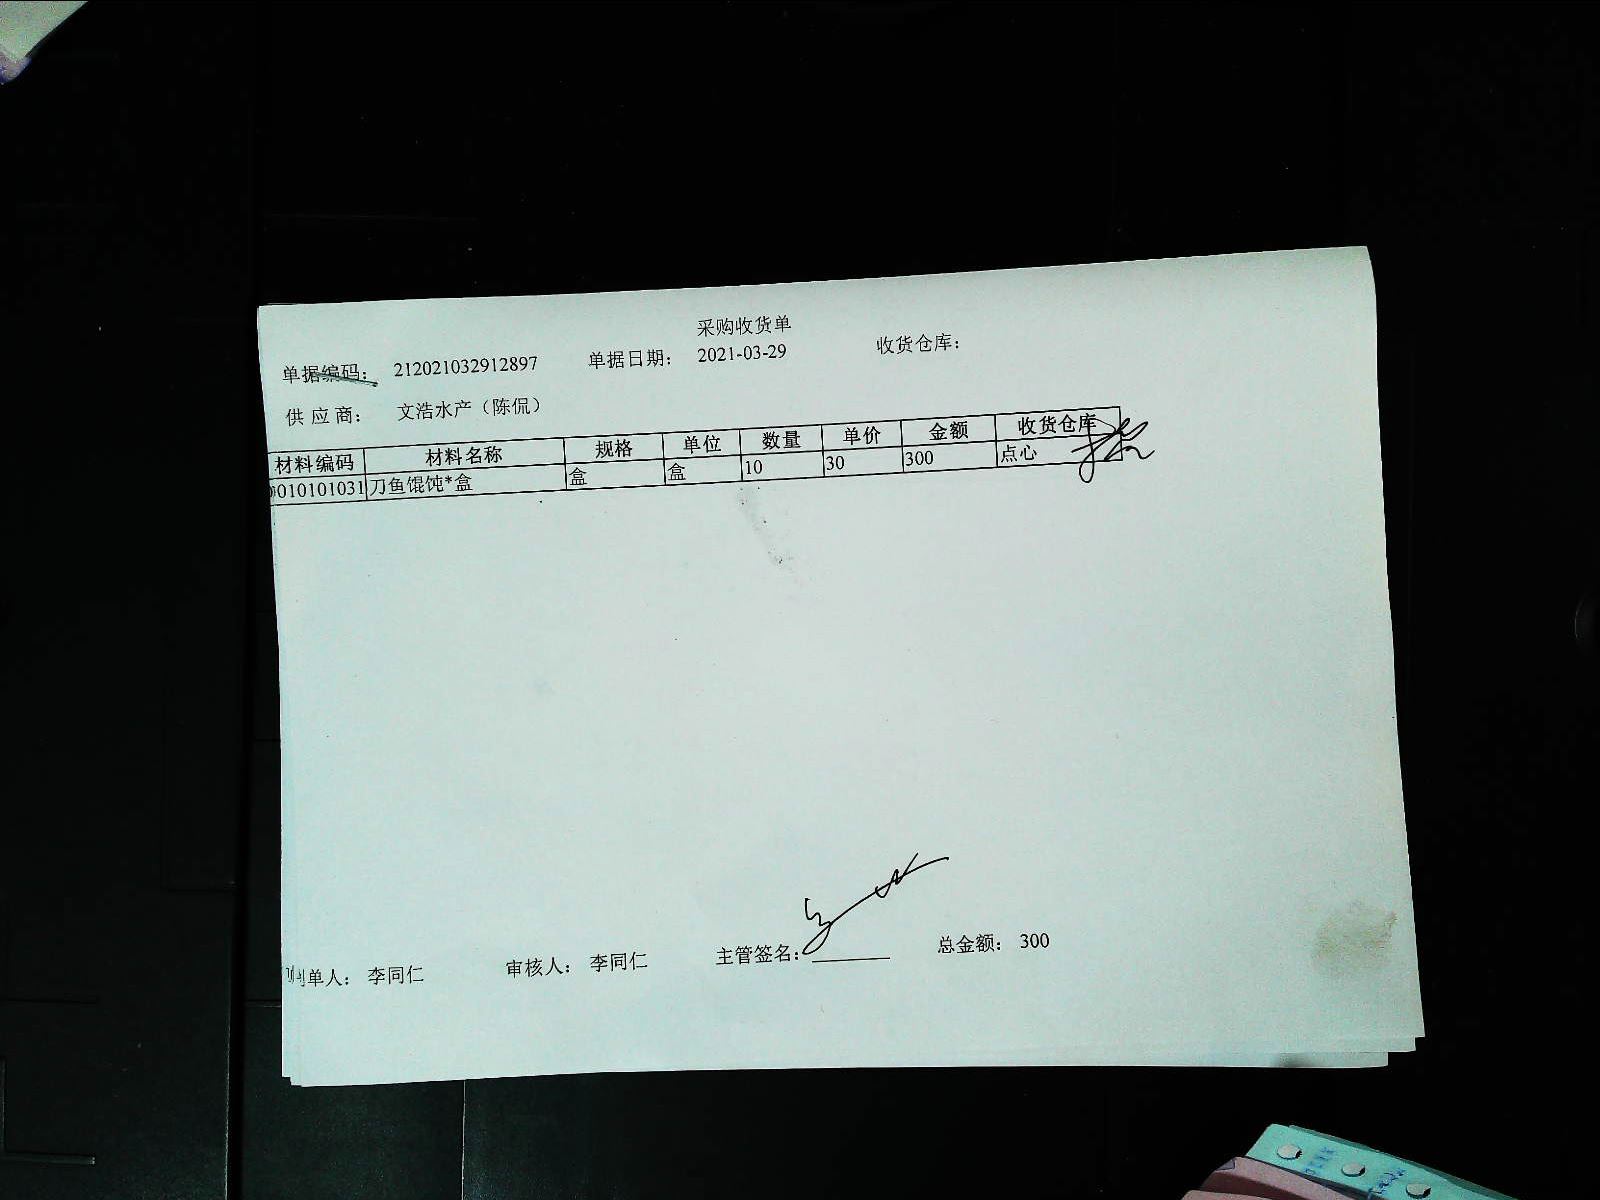 采购收货单
单据编码： 212021032912897 单据日期： 2021-03-29 收货仓库：
供应商： 文浩水产（陈侃）
材料编码 材料名称 规格 单位 数量 单价 金额 收货仓库
6010101031 刀鱼馄饨*盒 盒 盒 10 30 300 点心
制单人： 李同仁 审核人： 李同仁 主管签名： 总金额： 300